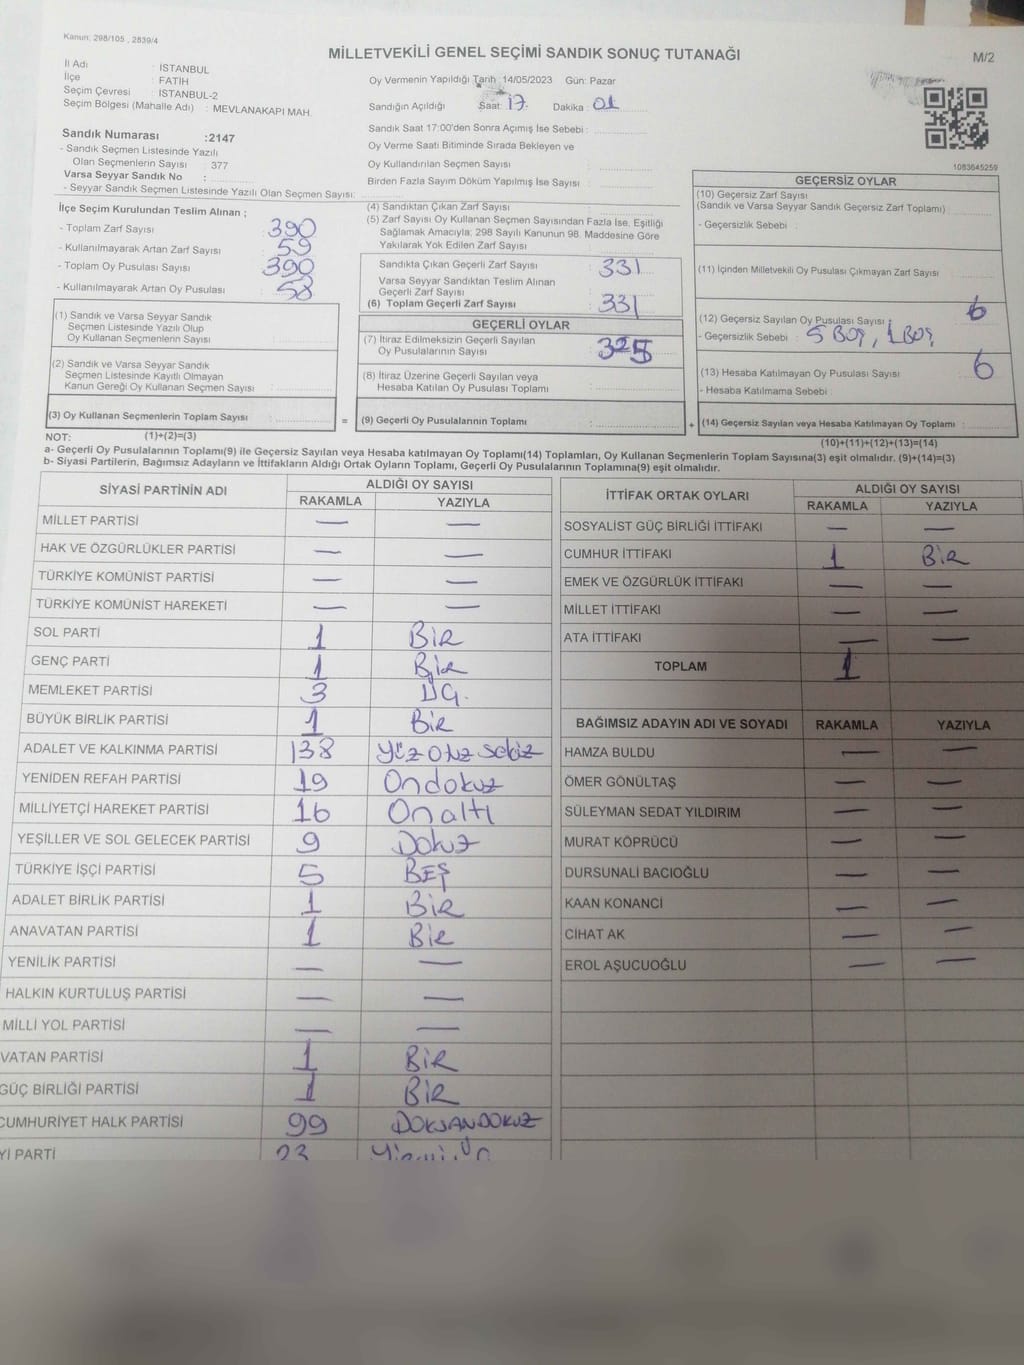 Kanun: 298/105 , 2839/4
MİLLETVEKİLİ GENEL SEÇİMİ SANDIK SONUÇ TUTANAĞI
M/2
İl Adı : İSTANBUL
İlçe : FATİH
Seçim Çevresi : İSTANBUL-2
Seçim Bölgesi (Mahalle Adı) : MEVLANAKAPI MAH.
Oy Vermenin Yapıldığı Tarih : 14/05/2023 Gün: Pazar
Sandığın Açıldığı Saat: 17 Dakika : 01
Sandık Saat 17:00'den Sonra Açımış İse Sebebi :
Oy Verme Saati Bitiminde Sırada Bekleyen ve
Oy Kullandırılan Seçmen Sayısı :
Birden Fazla Sayım Döküm Yapılmış İse Sayısı :
1083645259
Sandık Numarası :2147
- Sandık Seçmen Listesinde Yazılı
Olan Seçmenlerin Sayısı : 377
Varsa Seyyar Sandık No :
- Seyyar Sandık Seçmen Listesinde Yazılı Olan Seçmen Sayısı:
İlçe Seçim Kurulundan Teslim Alınan ;
- Toplam Zarf Sayısı : 390
- Kullanılmayarak Artan Zarf Sayısı : 59
- Toplam Oy Pusulası Sayısı : 390
- Kullanılmayarak Artan Oy Pusulası : 58
(1) Sandık ve Varsa Seyyar Sandık
Seçmen Listesinde Yazılı Olup
Oy Kullanan Seçmenlerin Sayısı :
(2) Sandık ve Varsa Seyyar Sandık
Seçmen Listesinde Kayıtlı Olmayan
Kanun Gereği Oy Kullanan Seçmen Sayısı :
(3) Oy Kullanan Seçmenlerin Toplam Sayısı : =
(4) Sandıktan Çıkan Zarf Sayısı :
(5) Zarf Sayısı Oy Kullanan Seçmen Sayısından Fazla İse, Eşitliği
Sağlamak Amacıyla; 298 Sayılı Kanunun 98. Maddesine Göre
Yakılarak Yok Edilen Zarf Sayısı :
Sandıkta Çıkan Geçerli Zarf Sayısı : 331
Varsa Seyyar Sandıktan Teslim Alınan
Geçerli Zarf Sayısı :
(6) Toplam Geçerli Zarf Sayısı : 331
GEÇERLİ OYLAR
(7) İtiraz Edilmeksizin Geçerli Sayılan
Oy Pusulalarının Sayısı : 325
(8) İtiraz Üzerine Geçerli Sayılan veya
Hesaba Katılan Oy Pusulası Toplamı :
(9) Geçerli Oy Pusulalarının Toplamı : +
GEÇERSİZ OYLAR
(10) Geçersiz Zarf Sayısı
(Sandık ve Varsa Seyyar Sandık Geçersiz Zarf Toplamı) :
- Geçersizlik Sebebi :
(11) İçinden Milletvekili Oy Pusulası Çıkmayan Zarf Sayısı :
(12) Geçersiz Sayılan Oy Pusulası Sayısı : 6
- Geçersizlik Sebebi : 5 BOŞ, 1 BOŞ
(13) Hesaba Katılmayan Oy Pusulası Sayısı : 6
- Hesaba Katılmama Sebebi :
(14) Geçersiz Sayılan veya Hesaba Katılmayan Oy Toplamı :
NOT: (1)+(2)=(3)
(10)+(11)+(12)+(13)=(14)
a- Geçerli Oy Pusulalarının Toplamı(9) ile Geçersiz Sayılan veya Hesaba katılmayan Oy Toplamı(14) Toplamları, Oy Kullanan Seçmenlerin Toplam Sayısına(3) eşit olmalıdır. (9)+(14)=(3)
b- Siyasi Partilerin, Bağımsız Adayların ve İttifakların Aldığı Ortak Oyların Toplamı, Geçerli Oy Pusulalarının Toplamına(9) eşit olmalıdır.
SİYASİ PARTİNİN ADI ALDIĞI OY SAYISI
RAKAMLA YAZIYLA
MİLLET PARTİSİ — —
HAK VE ÖZGÜRLÜKLER PARTİSİ — —
TÜRKİYE KOMÜNİST PARTİSİ — —
TÜRKİYE KOMÜNİST HAREKETİ — —
SOL PARTİ 1 BİR
GENÇ PARTİ 1 BİR
MEMLEKET PARTİSİ 3
BÜYÜK BİRLİK PARTİSİ 1 BİR
ADALET VE KALKINMA PARTİSİ 138 yüz otuz sekiz
YENİDEN REFAH PARTİSİ 19 Ondokuz
MİLLİYETÇİ HAREKET PARTİSİ 16 Onaltı
YEŞİLLER VE SOL GELECEK PARTİSİ 9 Dokuz
TÜRKİYE İŞÇİ PARTİSİ 5 BEŞ
ADALET BİRLİK PARTİSİ 1 BİR
ANAVATAN PARTİSİ 1 BİR
YENİLİK PARTİSİ — —
HALKIN KURTULUŞ PARTİSİ — —
MİLLİ YOL PARTİSİ — —
VATAN PARTİSİ 1 BİR
GÜÇ BİRLİĞİ PARTİSİ 1 BİR
CUMHURİYET HALK PARTİSİ 99 DOKSANDOKUZ
Yİ PARTİ 23 Yirmi üç
İTTİFAK ORTAK OYLARI ALDIĞI OY SAYISI
RAKAMLA YAZIYLA
SOSYALİST GÜÇ BİRLİĞİ İTTİFAKI — —
CUMHUR İTTİFAKI 1 BİR
EMEK VE ÖZGÜRLÜK İTTİFAKI — —
MİLLET İTTİFAKI — —
ATA İTTİFAKI — —
TOPLAM 1
BAĞIMSIZ ADAYIN ADI VE SOYADI RAKAMLA YAZIYLA
HAMZA BULDU — —
ÖMER GÖNÜLTAŞ — —
SÜLEYMAN SEDAT YILDIRIM — —
MURAT KÖPRÜCÜ — —
DURSUNALİ BACIOĞLU — —
KAAN KONANCİ — —
CİHAT AK — —
EROL AŞUCUOĞLU — —